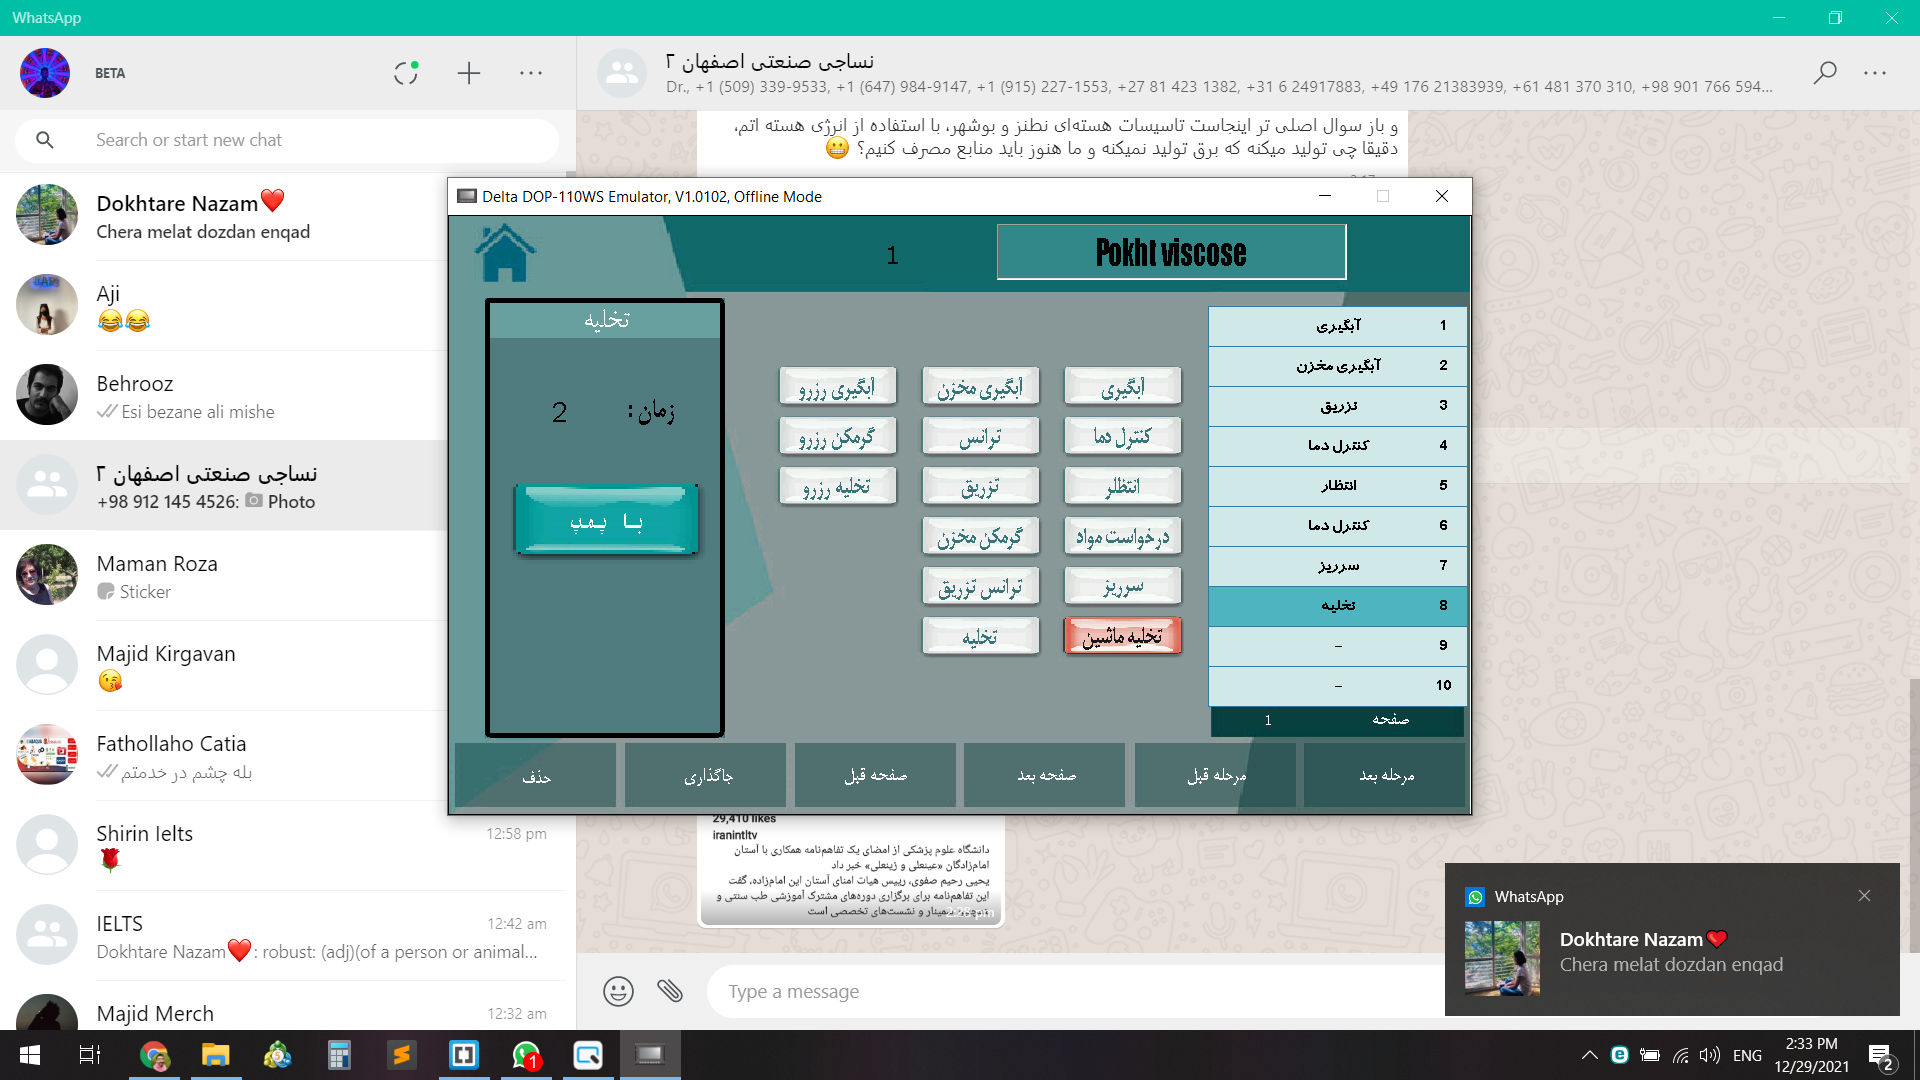 WhatsApp
BETA
Search or start new chat
Dokhtare Nazam❤️
Chera melat dozdan enqad
Aji
😂😂
Behrooz
Esi bezane ali mishe
نساجی صنعتی اصفهان ۲
+98 912 145 4526: Photo
Maman Roza
Sticker
Majid Kirgavan
😘
Fathollaho Catia
بله چشم در خدمتم
Shirin Ielts
12:58 pm
🌹
IELTS
12:42 am
Dokhtare Nazam❤️: robust: (adj)(of a person or animal...
Majid Merch
12:32 am
نساجی صنعتی اصفهان ۲
Dr., +1 (509) 339-9533, +1 (647) 984-9147, +1 (915) 227-1553, +27 81 423 1382, +31 6 24917883, +49 176 21383939, +61 481 370 310, +98 901 766 594...
و باز سوال اصلی تر اینجاست تاسیسات هسته‌ای نطنز و بوشهر، با استفاده از انرژی هسته اتم،
دقیقا چی تولید میکنه که برق تولید نمیکنه و ما هنوز باید منابع مصرف کنیم؟ 😬
Delta DOP-110WS Emulator, V1.0102, Offline Mode
1
Pokht viscose
تخلیه
زمان : 2
با پمپ
آبگیری آبگیری مخزن آبگیری رزرو
کنترل دما ترانس گرمکن رزرو
انتظار تزریق تخلیه رزرو
درخواست مواد گرمکن مخزن
سرریز ترانس تزریق
تخلیه ماشین تخلیه
1 آبگیری
2 آبگیری مخزن
3 تزریق
4 کنترل دما
5 انتظار
6 کنترل دما
7 سرریز
8 تخلیه
9 –
10 –
صفحه 1
مرحله بعد مرحله قبل صفحه بعد صفحه قبل جاگذاری حذف
29,410 likes
iranintltv
دانشگاه علوم پزشکی از امضای یک تفاهم‌نامه همکاری با آستان
امام‌زادگان «عینعلی و زینعلی» خبر داد
یحیی رحیم صفوی، رییس هیات امنای آستان این امام‌زاده، گفت
این تفاهم‌نامه برای برگزاری دوره‌های مشترک آموزشی طب سنتی و
سمینار و نشست‌های تخصصی است
Type a message
WhatsApp
Dokhtare Nazam❤️
Chera melat dozdan enqad
1
ENG
2:33 PM
12/29/2021
2